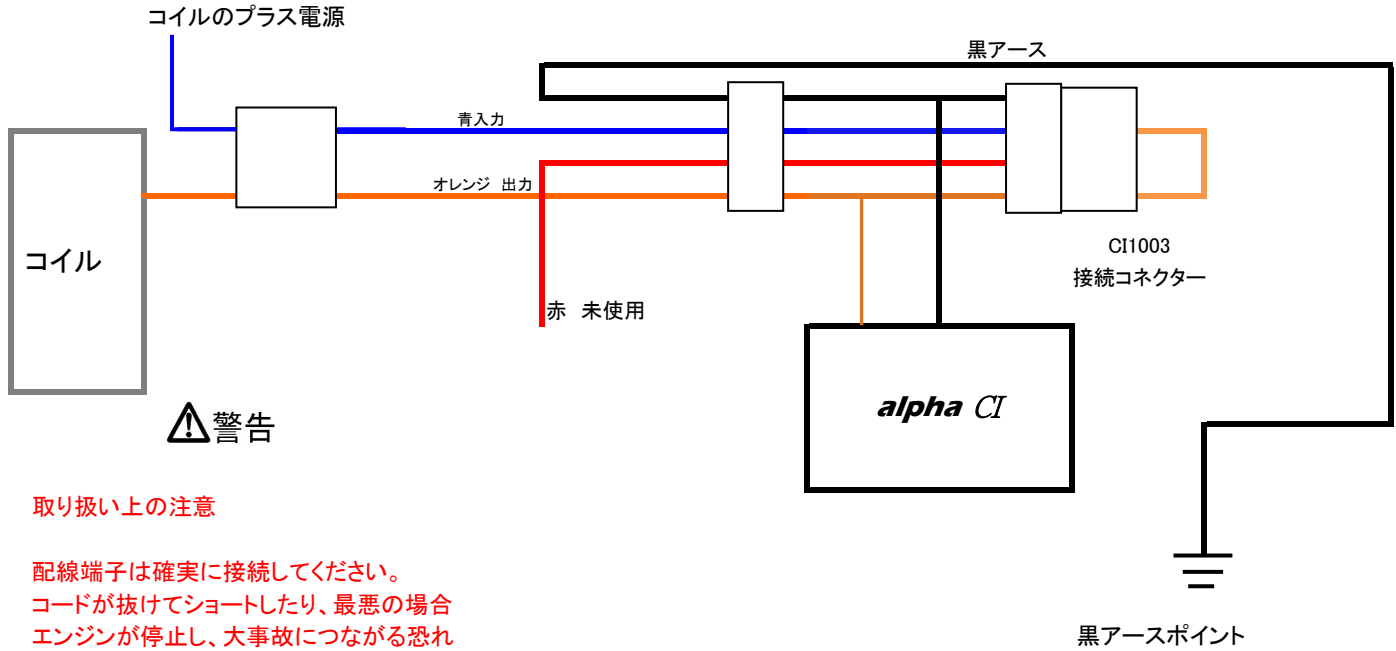 コイルのプラス電源
黒アース
青入力
オレンジ 出力
コイル
CI1003
接続コネクター
赤 未使用
alpha CI
警告
取り扱い上の注意
配線端子は確実に接続してください。
コードが抜けてショートしたり、最悪の場合
エンジンが停止し、大事故につながる恐れ
黒アースポイント